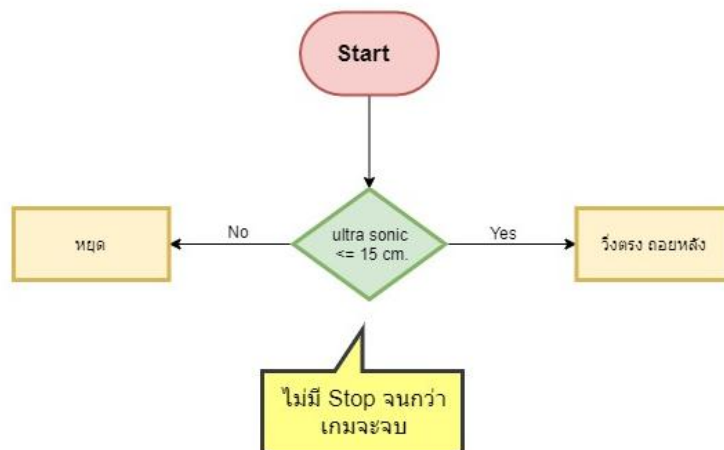 Start
No
ultra sonic
<= 15 cm.
Yes
หยุด
วิ่งตรง ถอยหลัง
ไม่มี Stop จนกว่า
เกมจะจบ